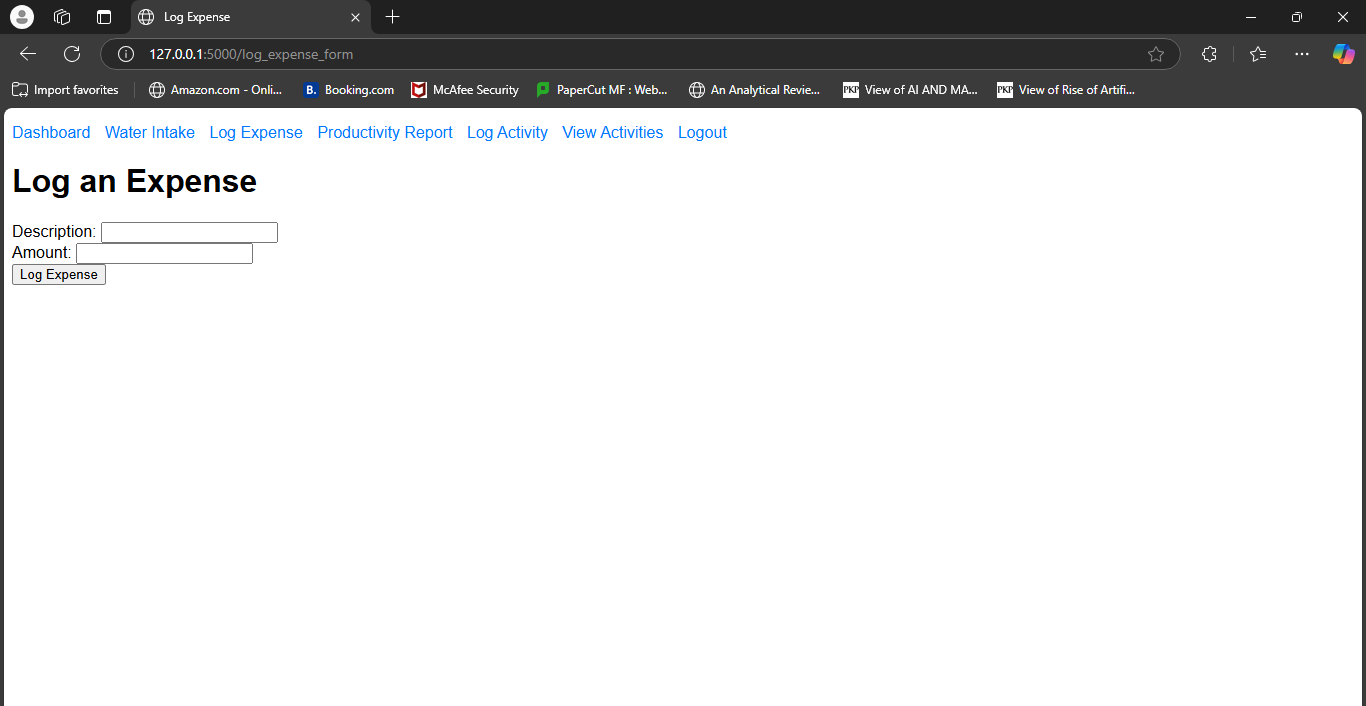 Log Expense
127.0.0.1:5000/log_expense_form
Import favorites Amazon.com - Onli... B. Booking.com McAfee Security PaperCut MF : Web... An Analytical Revie... PKP View of AI AND MA... PKP View of Rise of Artifi...
Dashboard Water Intake Log Expense Productivity Report Log Activity View Activities Logout
Log an Expense
Description:
Amount:
Log Expense